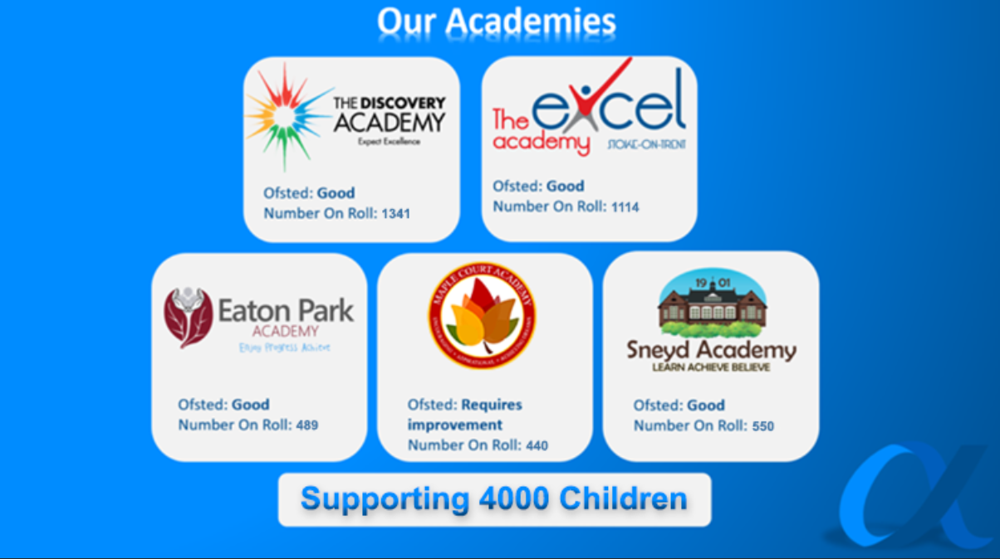 Our Academies
THE DISCOVERY
ACADEMY
Expect Excellence
Ofsted: Good
Number On Roll: 1341
The excel
academy STOKE-ON-TRENT
Ofsted: Good
Number On Roll: 1114
Eaton Park
ACADEMY
Enjoy Progress Achieve
Ofsted: Good
Number On Roll: 489
MAPLE COURT ACADEMY
ASPIRATIONAL
Ofsted: Requires
improvement
Number On Roll: 440
19 01
Sneyd Academy
LEARN ACHIEVE BELIEVE
Ofsted: Good
Number On Roll: 550
Supporting 4000 Children